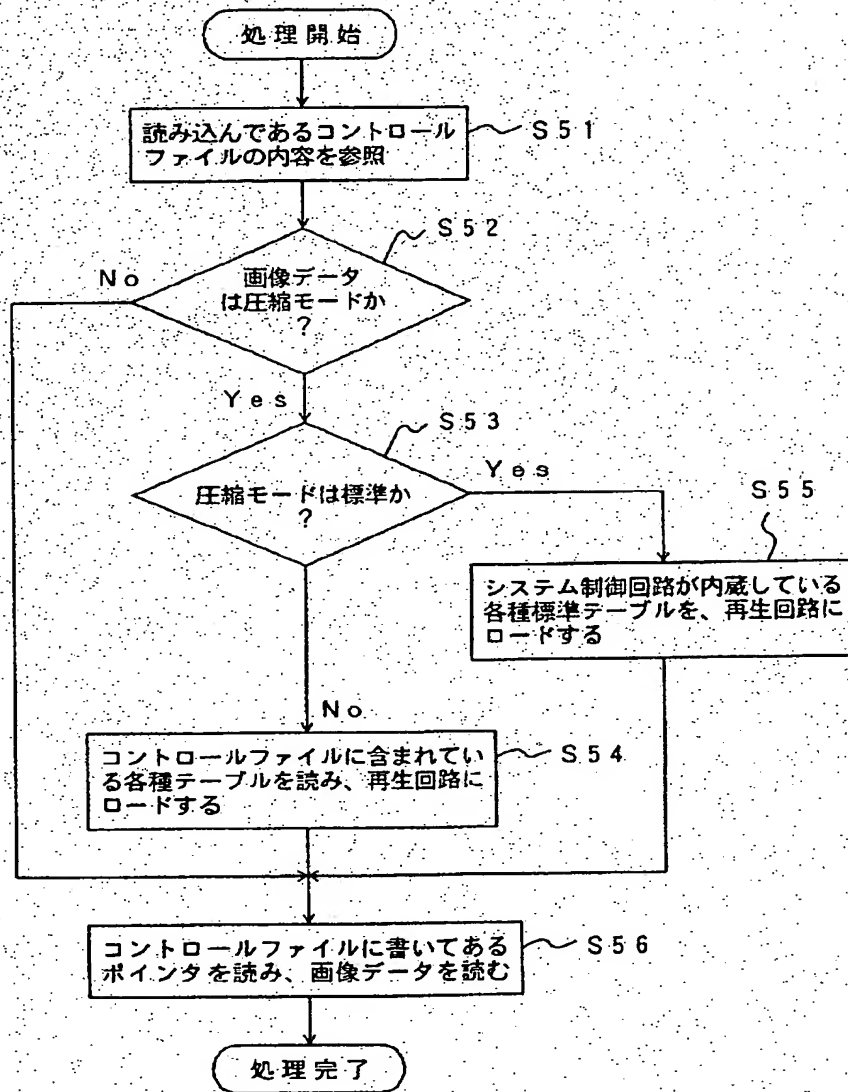 処理開始
読み込んであるコントロール
ファイルの内容を参照
S51
S52
No
画像データ
は圧縮モードか
?
Yes
S53
圧縮モードは標準か
?
Yes
S55
システム制御回路が内蔵している
各種標準テーブルを、再生回路に
ロードする
No
コントロールファイルに含まれてい
る各種テーブルを読み、再生回路に
ロードする
S54
コントロールファイルに書いてある
ポインタを読み、画像データを読む
S56
処理完了